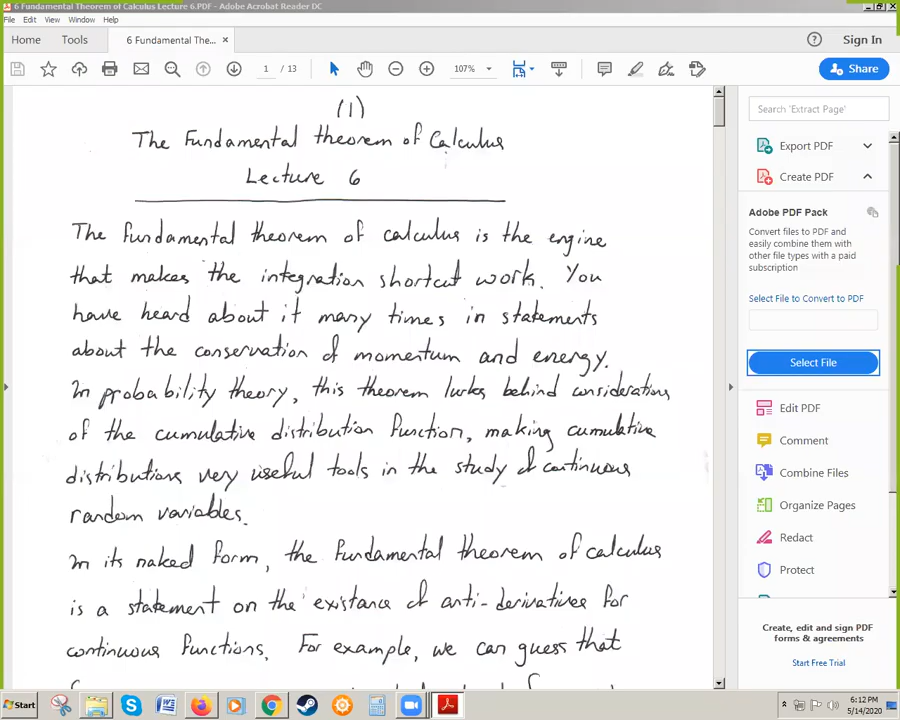 6 Fundamental Theorem of Calculus Lecture 6.PDF - Adobe Acrobat Reader DC
File Edit View Window Help
Home Tools 6 Fundamental The... × Sign In
1 / 13 107% Share
(1)
The Fundamental theorem of Calculus
Lecture 6
The fundamental theorem of calculus is the engine
that makes the integration shortcut work. You
have heard about it many times in statements
about the conservation of momentum and energy.
In probability theory, this theorem lurks behind considerations
of the cumulative distribution function, making cumulative
distributions very useful tools in the study of continuous
random variables.
In its naked form, the fundamental theorem of calculus
is a statement on the existance of anti-derivatives for
continuous functions. For example, we can guess that
Search 'Extract Page'
Export PDF
Create PDF
Adobe PDF Pack
Convert files to PDF and
easily combine them with
other file types with a paid
subscription
Select File to Convert to PDF
Select File
Edit PDF
Comment
Combine Files
Organize Pages
Redact
Protect
Create, edit and sign PDF
forms & agreements
Start Free Trial
Start
6:12 PM
5/14/2020